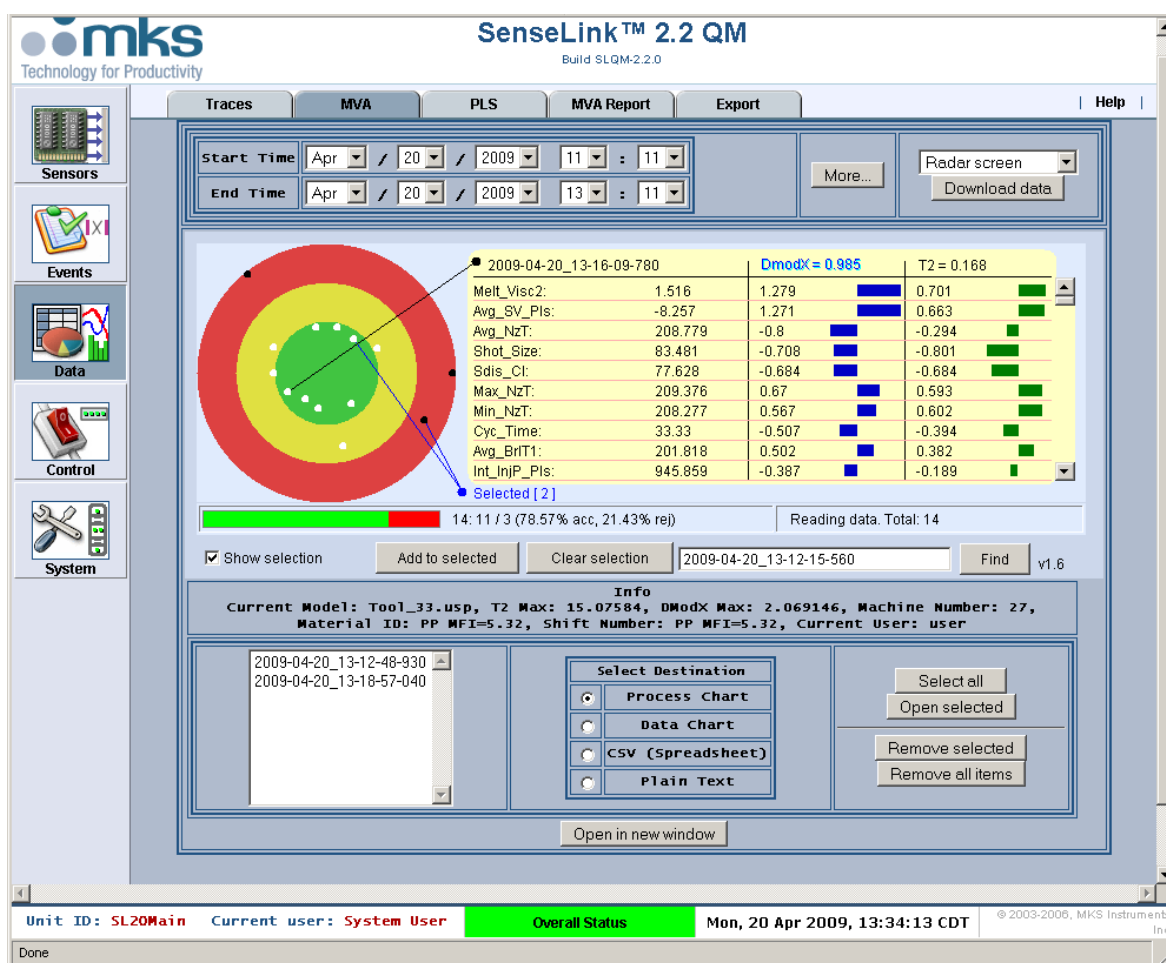 mks
Technology for Productivity
SenseLink™ 2.2 QM
Build SLQM-2.2.0
Traces MVA PLS MVA Report Export | Help |
Sensors
Events
Data
Control
System
Start Time Apr / 20 / 2009 11 : 11
End Time Apr / 20 / 2009 13 : 11
More...
Radar screen
Download data
2009-04-20_13-16-09-780 DmodX = 0.985 T2 = 0.168
Melt_Visc2: 1.516 1.279 0.701
Avg_SV_Pls: -8.257 1.271 0.663
Avg_NzT: 208.779 -0.8 -0.294
Shot_Size: 83.481 -0.708 -0.801
Sdis_Cl: 77.628 -0.684 -0.684
Max_NzT: 209.376 0.67 0.593
Min_NzT: 208.277 0.567 0.602
Cyc_Time: 33.33 -0.507 -0.394
Avg_BrlT1: 201.818 0.502 0.382
Int_InjP_Pls: 945.859 -0.387 -0.189
Selected [ 2 ]
14: 11 / 3 (78.57% acc, 21.43% rej) Reading data. Total: 14
Show selection Add to selected Clear selection 2009-04-20_13-12-15-560 Find v1.6
Info
Current Model: Tool_33.usp, T2 Max: 15.07584, DModX Max: 2.069146, Machine Number: 27,
Material ID: PP MFI=5.32, Shift Number: PP MFI=5.32, Current User: user
2009-04-20_13-12-48-930
2009-04-20_13-18-57-040
Select Destination
Process Chart
Data Chart
CSV (Spreadsheet)
Plain Text
Select all
Open selected
Remove selected
Remove all items
Open in new window
Unit ID: SL20Main Current user: System User Overall Status Mon, 20 Apr 2009, 13:34:13 CDT
© 2003-2006, MKS Instrument
Done